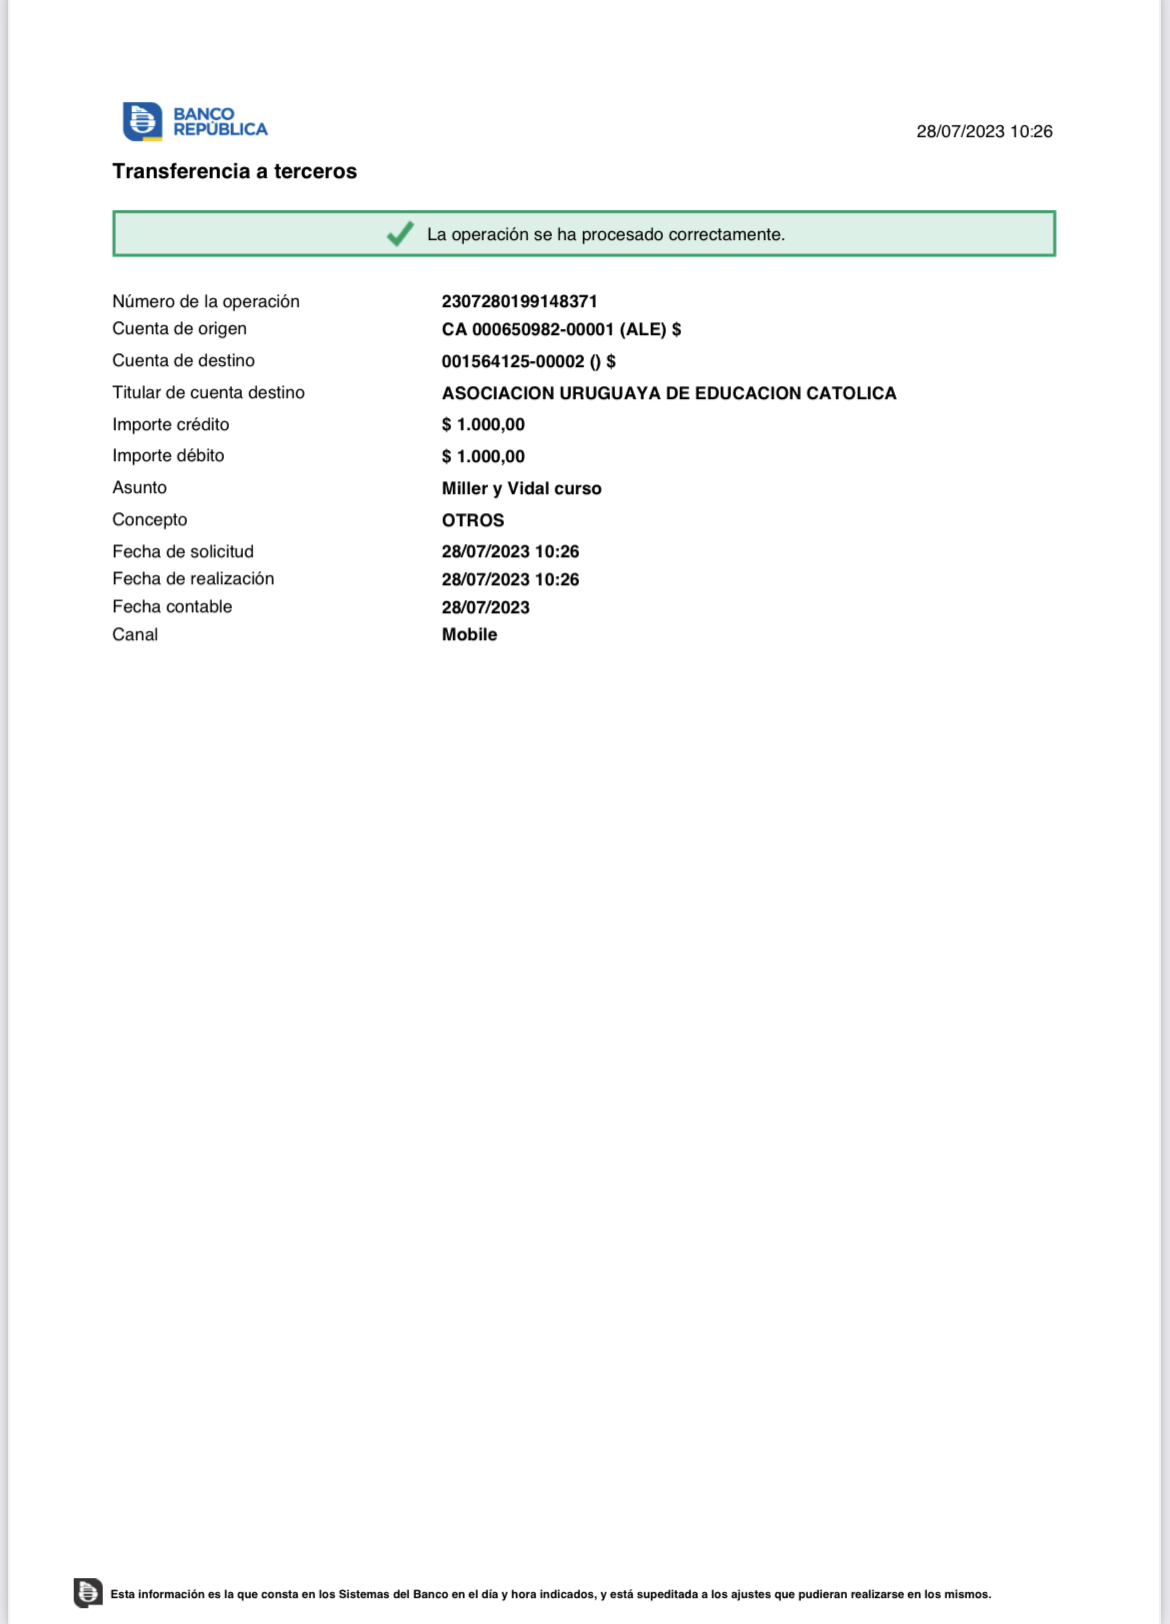 BANCO
REPÚBLICA
28/07/2023 10:26
Transferencia a terceros
La operación se ha procesado correctamente.
Número de la operación 2307280199148371
Cuenta de origen CA 000650982-00001 (ALE) $
Cuenta de destino 001564125-00002 () $
Titular de cuenta destino ASOCIACION URUGUAYA DE EDUCACION CATOLICA
Importe crédito $ 1.000,00
Importe débito $ 1.000,00
Asunto Miller y Vidal curso
Concepto OTROS
Fecha de solicitud 28/07/2023 10:26
Fecha de realización 28/07/2023 10:26
Fecha contable 28/07/2023
Canal Mobile
Esta información es la que consta en los Sistemas del Banco en el día y hora indicados, y está supeditada a los ajustes que pudieran realizarse en los mismos.